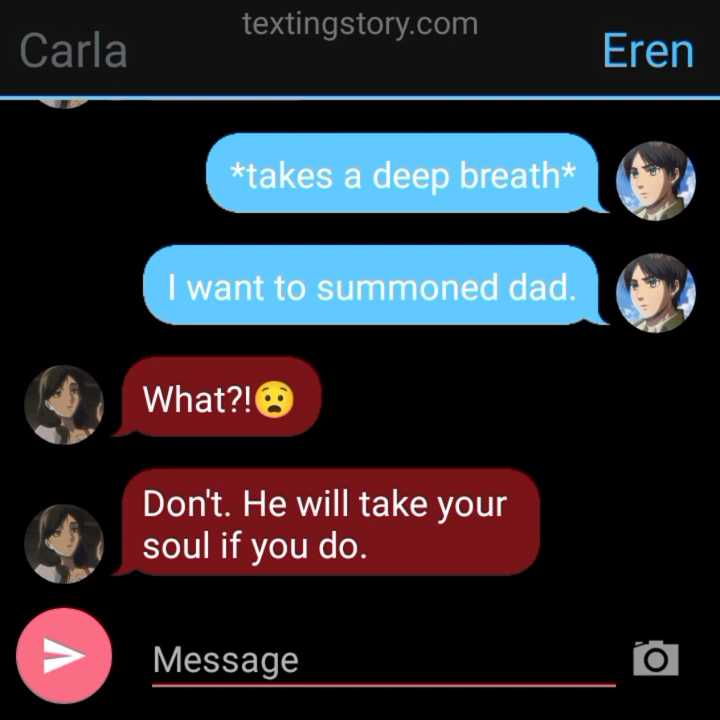 textingstory.com
Carla
Eren
*takes a deep breath*
I want to summoned dad.
What?!😧
Don't. He will take your
soul if you do.
Message